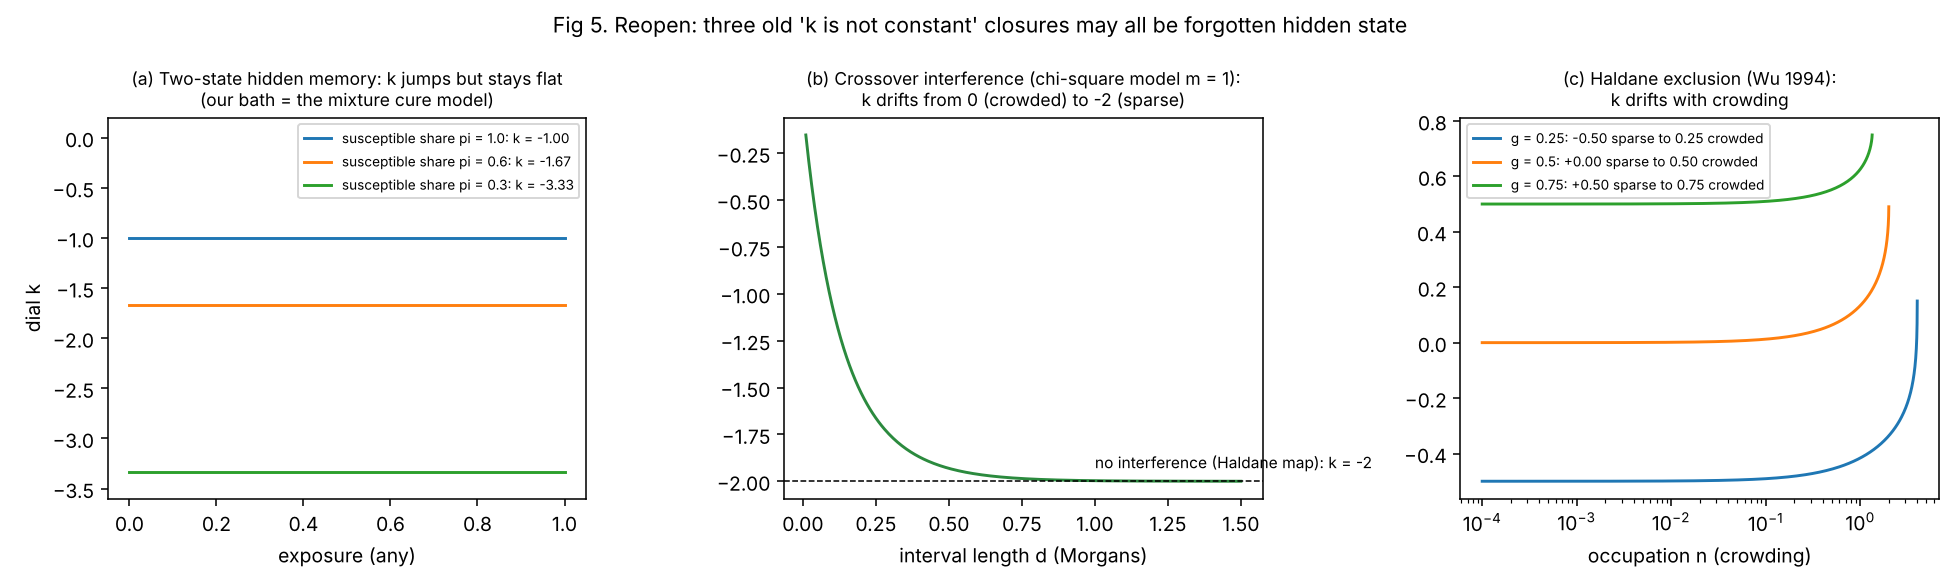 Fig 5. Reopen: three old 'k is not constant' closures may all be forgotten hidden state
(a) Two-state hidden memory: k jumps but stays flat
(our bath = the mixture cure model)
susceptible share pi = 1.0: k = -1.00
susceptible share pi = 0.6: k = -1.67
susceptible share pi = 0.3: k = -3.33
dial k
0.0
−0.5
−1.0
−1.5
−2.0
−2.5
−3.0
−3.5
0.0 0.2 0.4 0.6 0.8 1.0
exposure (any)
(b) Crossover interference (chi-square model m = 1):
k drifts from 0 (crowded) to -2 (sparse)
−0.25
−0.50
−0.75
−1.00
−1.25
−1.50
−1.75
−2.00
no interference (Haldane map): k = -2
0.00 0.25 0.50 0.75 1.00 1.25 1.50
interval length d (Morgans)
(c) Haldane exclusion (Wu 1994):
k drifts with crowding
g = 0.25: -0.50 sparse to 0.25 crowded
g = 0.5: +0.00 sparse to 0.50 crowded
g = 0.75: +0.50 sparse to 0.75 crowded
0.8
0.6
0.4
0.2
0.0
−0.2
−0.4
10⁻⁴ 10⁻³ 10⁻² 10⁻¹ 10⁰
occupation n (crowding)